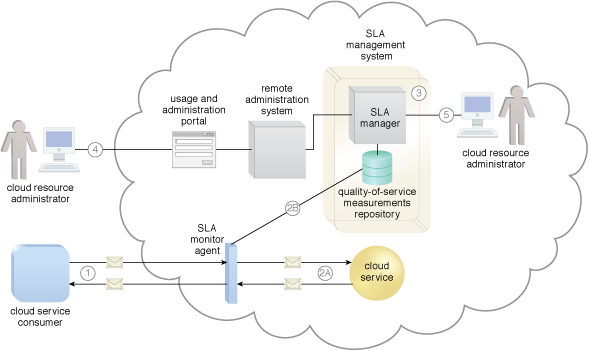 SLA
management
system
remote
administration
system
usage and
administration
portal
3
SLA
manager
4
5
cloud resource
administrator
cloud resource
administrator
quality-of-service
measurements
repository
2B
SLA
monitor
agent
1
2A
cloud
service
cloud service
consumer